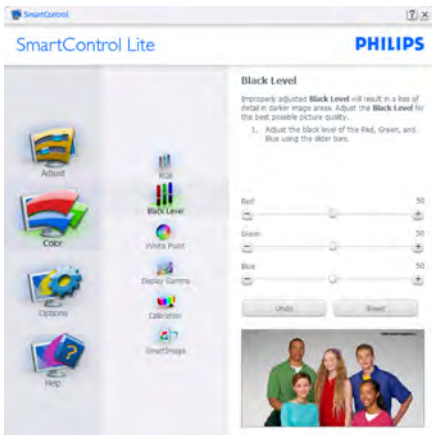 SmartControl
SmartControl Lite
PHILIPS
Adjust
Color
Options
Help
RGB
Black Level
White Point
Display Gamma
Calibration
SmartImage
Black Level
Improperly adjusted Black Level will result in a loss of
detail in darker image areas. Adjust the Black Level for
the best possible picture quality.
1. Adjust the black level of the Red, Green, and
Blue using the slider bars.
Red 50
Green 50
Blue 50
Undo Reset